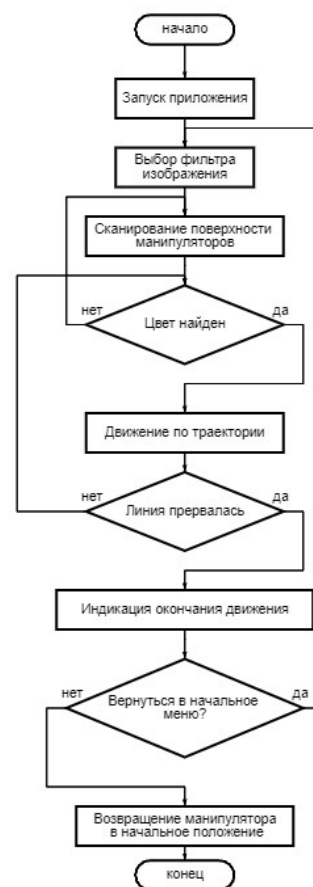 начало
Запуск приложения
Выбор фильтра
изображения
Сканирование поверхности
манипуляторов
нет
да
Цвет найден
Движение по траектории
нет
да
Линия прервалась
Индикация окончания движения
нет
да
Вернуться в начальное
меню?
Возвращение манипулятора
в начальное положение
конец